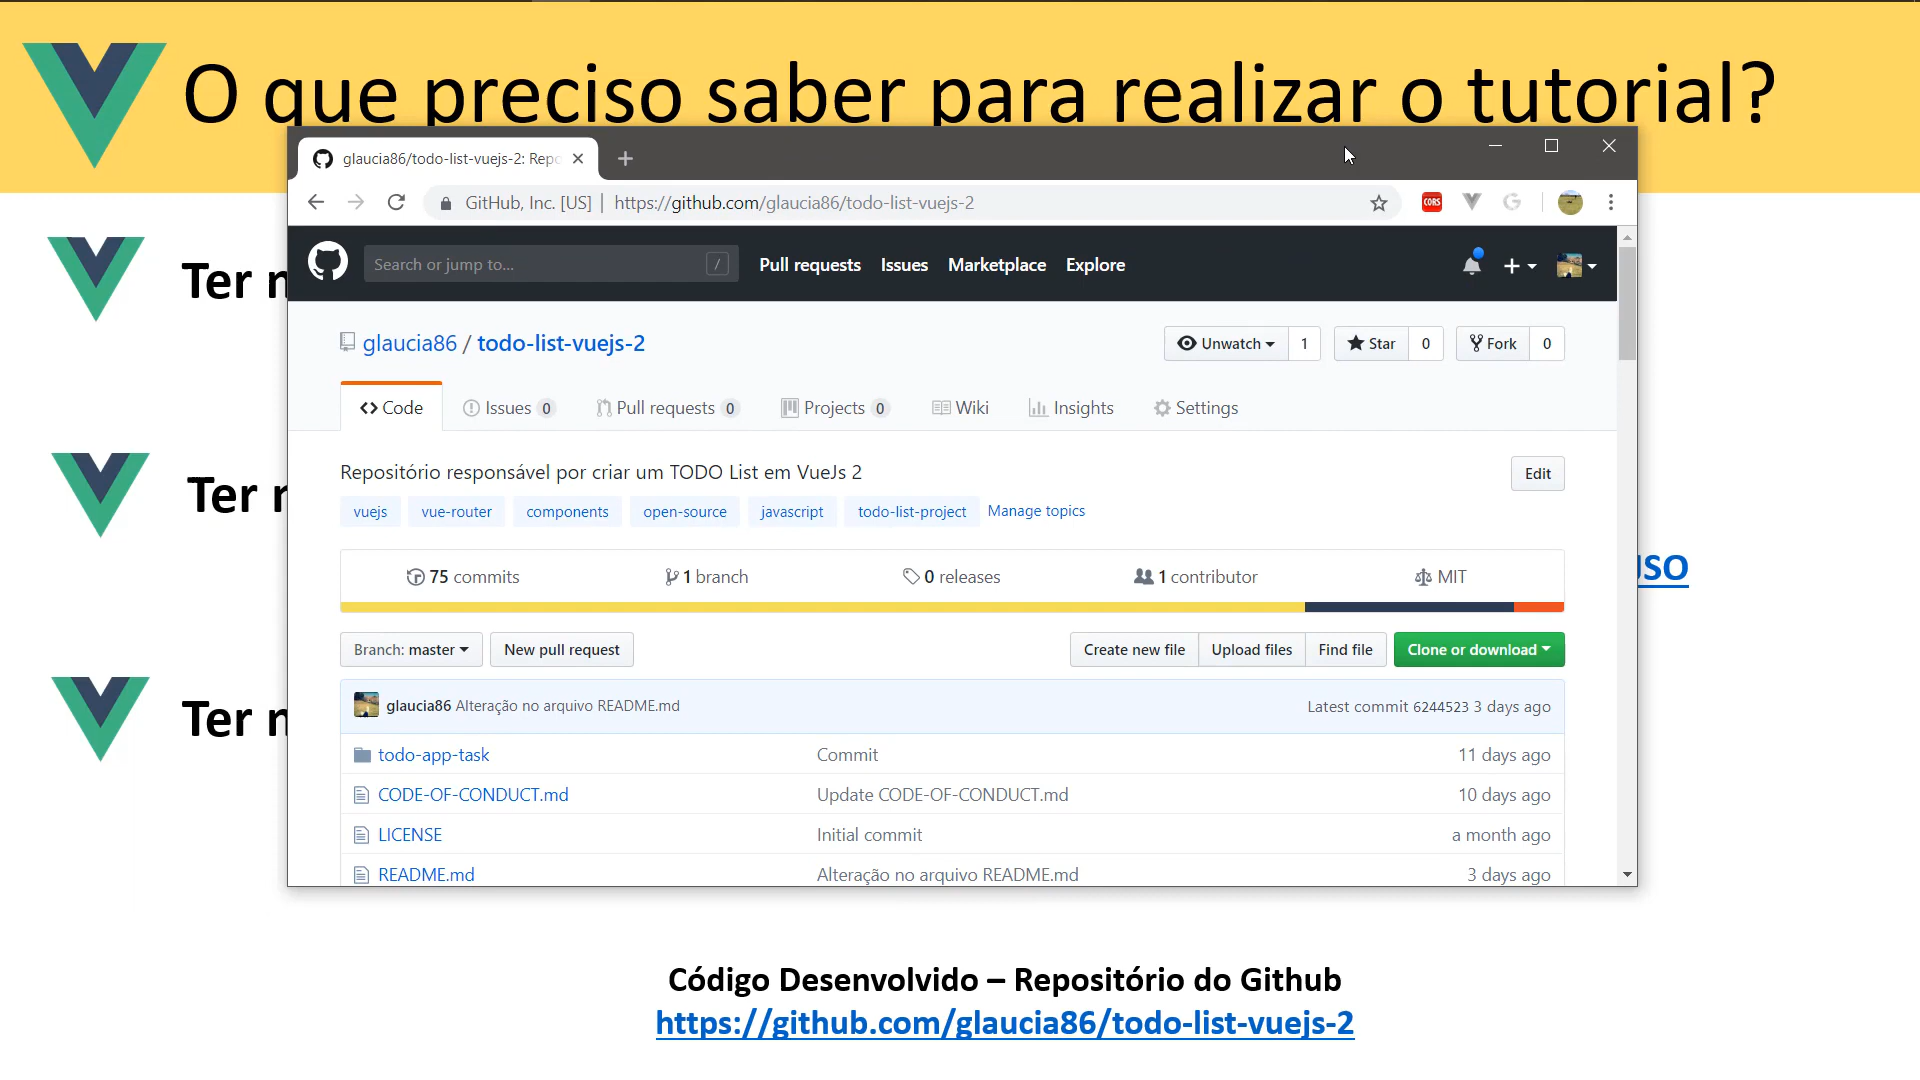 O que preciso saber para realizar o tutorial?
glaucia86/todo-list-vuejs-2: Repo
GitHub, Inc. [US] | https://github.com/glaucia86/todo-list-vuejs-2
CORS
Search or jump to... /
Pull requests Issues Marketplace Explore
Ter
glaucia86 / todo-list-vuejs-2
Unwatch 1 Star 0 Fork 0
Code Issues 0 Pull requests 0 Projects 0 Wiki Insights Settings
Repositório responsável por criar um TODO List em VueJs 2
Edit
Ter
vuejs vue-router components open-source javascript todo-list-project Manage topics
75 commits 1 branch 0 releases 1 contributor MIT
Branch: master New pull request Create new file Upload files Find file Clone or download
Ter
glaucia86 Alteração no arquivo README.md Latest commit 6244523 3 days ago
todo-app-task Commit 11 days ago
CODE-OF-CONDUCT.md Update CODE-OF-CONDUCT.md 10 days ago
LICENSE Initial commit a month ago
README.md Alteração no arquivo README.md 3 days ago
Código Desenvolvido – Repositório do Github
https://github.com/glaucia86/todo-list-vuejs-2